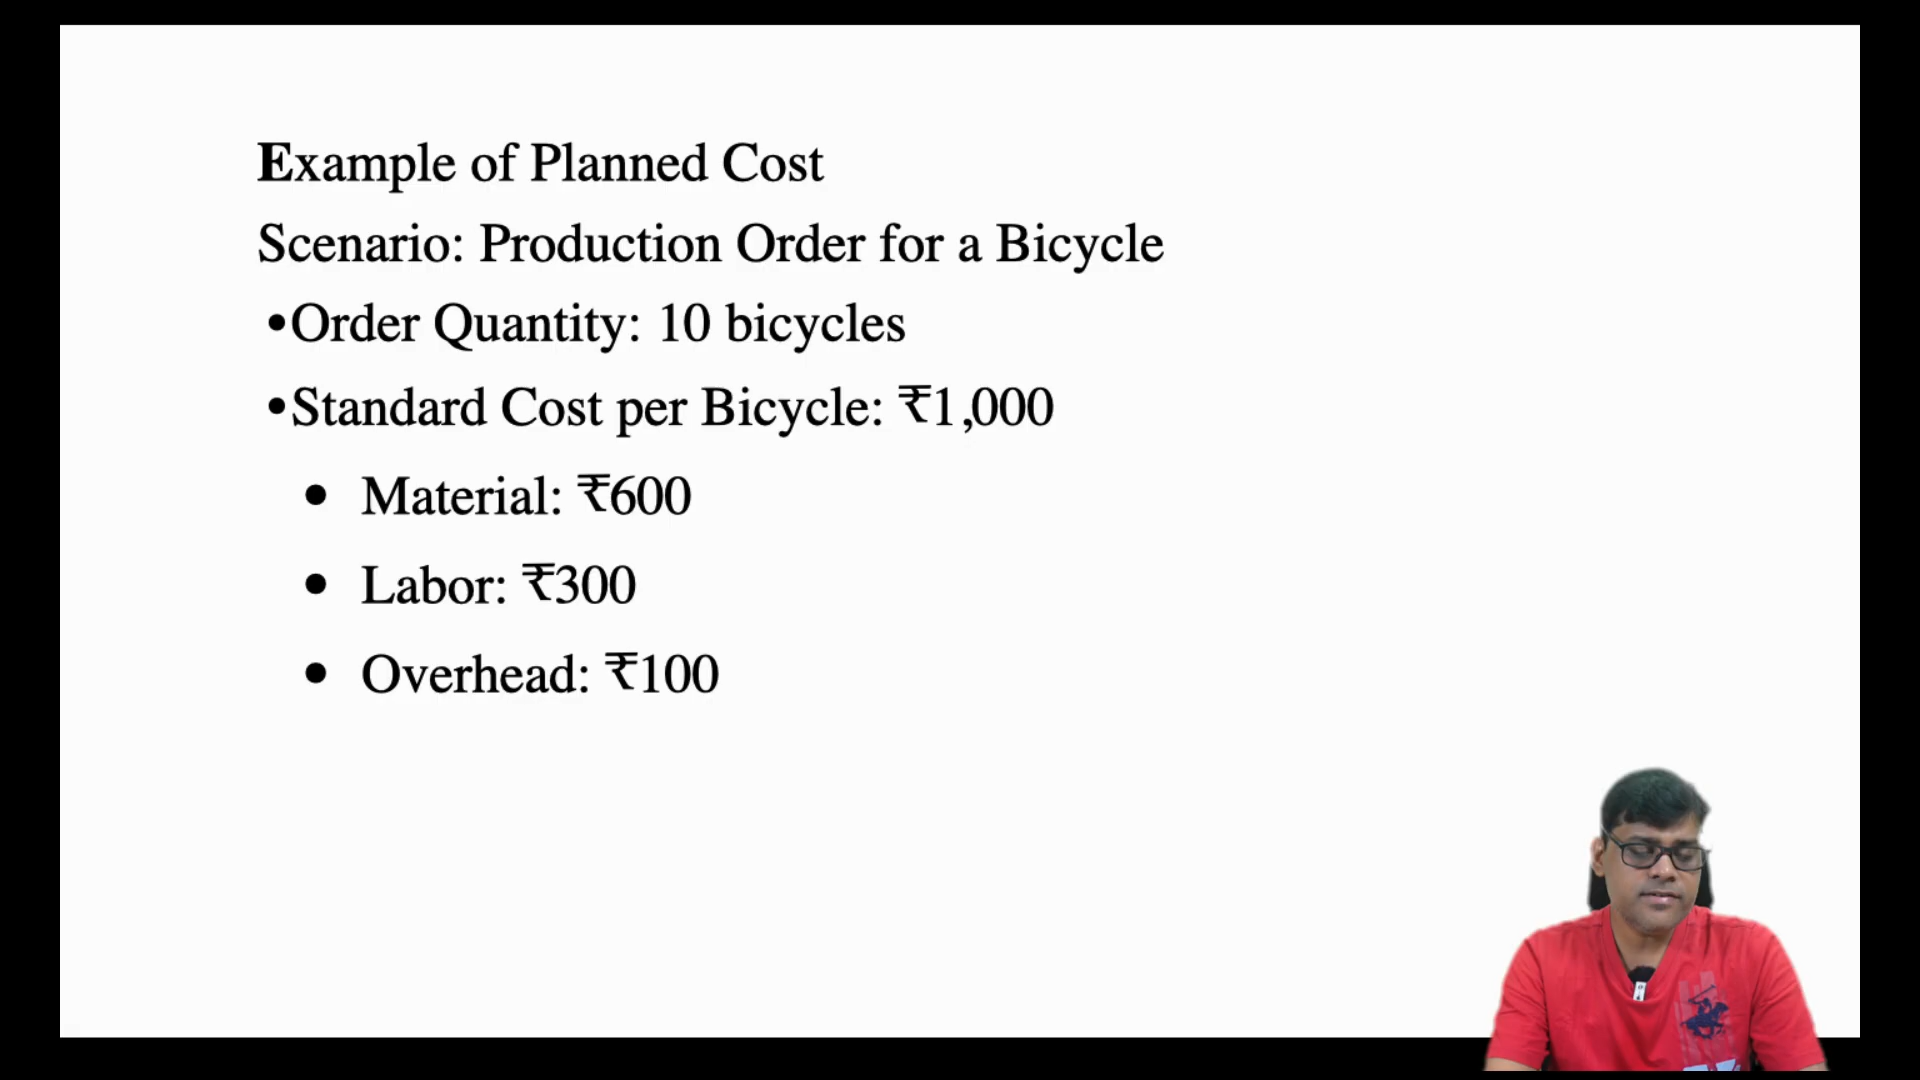 Example of Planned Cost
Scenario: Production Order for a Bicycle
•Order Quantity: 10 bicycles
•Standard Cost per Bicycle: ₹1,000
• Material: ₹600
• Labor: ₹300
• Overhead: ₹100